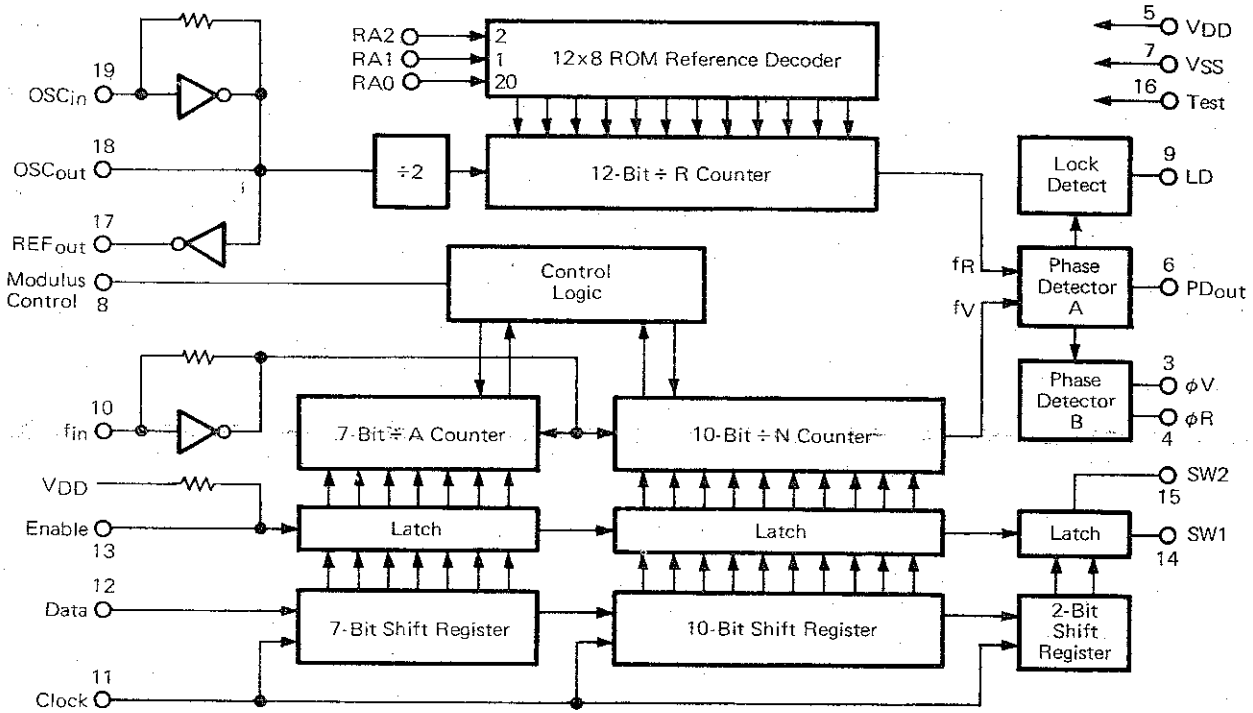 5
VDD
7
VSS
16
Test
RA2
RA1
RA0
2
1
20
12×8 ROM Reference Decoder
19
OSCin
18
OSCout
÷2
12-Bit ÷ R Counter
Lock
Detect
9
LD
17
REFout
Modulus
Control
8
Control
Logic
fR
fV
Phase
Detector
A
6
PDout
10
fin
7-Bit ÷ A Counter
10-Bit ÷ N Counter
Phase
Detector
B
3
ϕV
ϕR
4
VDD
Enable
13
Latch
Latch
Latch
SW2
15
SW1
14
12
Data
7-Bit Shift Register
10-Bit Shift Register
2-Bit
Shift
Register
11
Clock